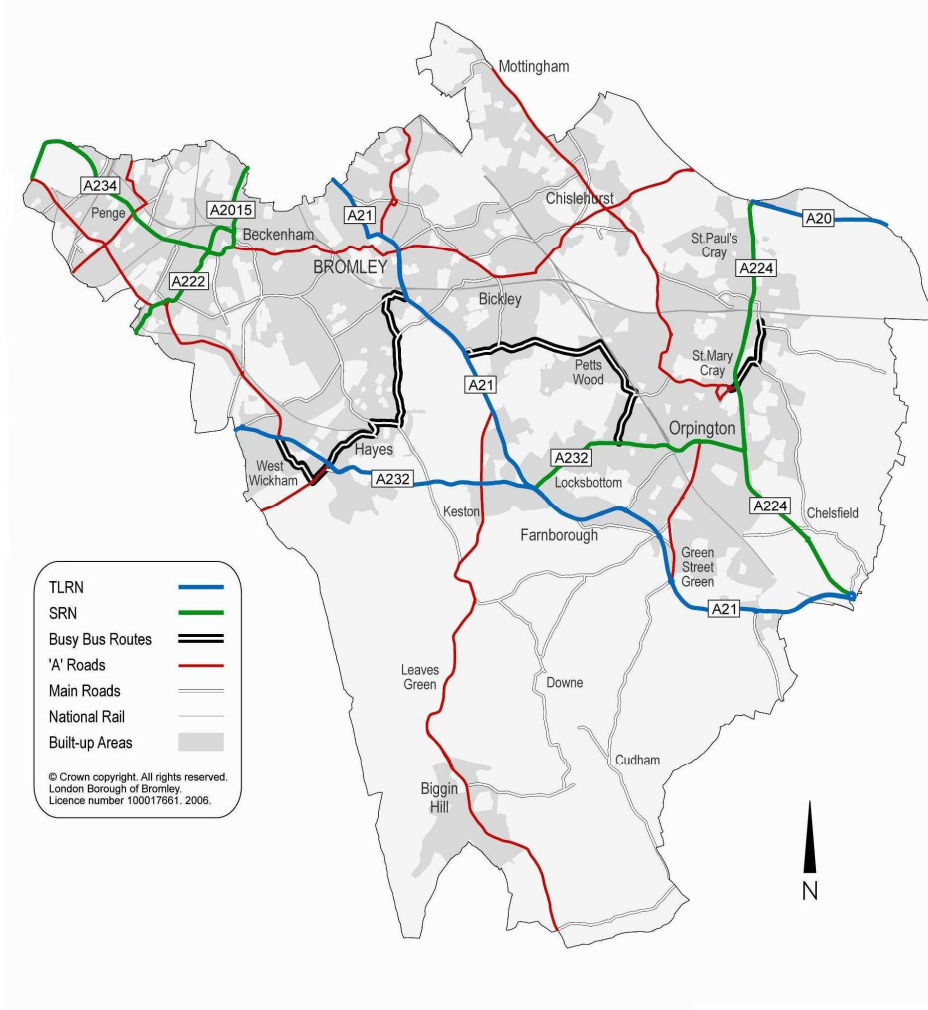 Mottingham
A234
Penge
A2015
Beckenham
A21
Chislehurst
A20
St.Paul's
Cray
A224
A222
BROMLEY
Bickley
Petts
Wood
St.Mary
Cray
A21
Orpington
Hayes
West
Wickham
A232
A232
Locksbottom
Keston
Farnborough
A224
Chelsfield
Green
Street
Green
A21
Leaves
Green
Downe
Cudham
Biggin
Hill
TLRN
SRN
Busy Bus Routes
'A' Roads
Main Roads
National Rail
Built-up Areas
© Crown copyright. All rights reserved.
London Borough of Bromley.
Licence number 100017661. 2006.
N